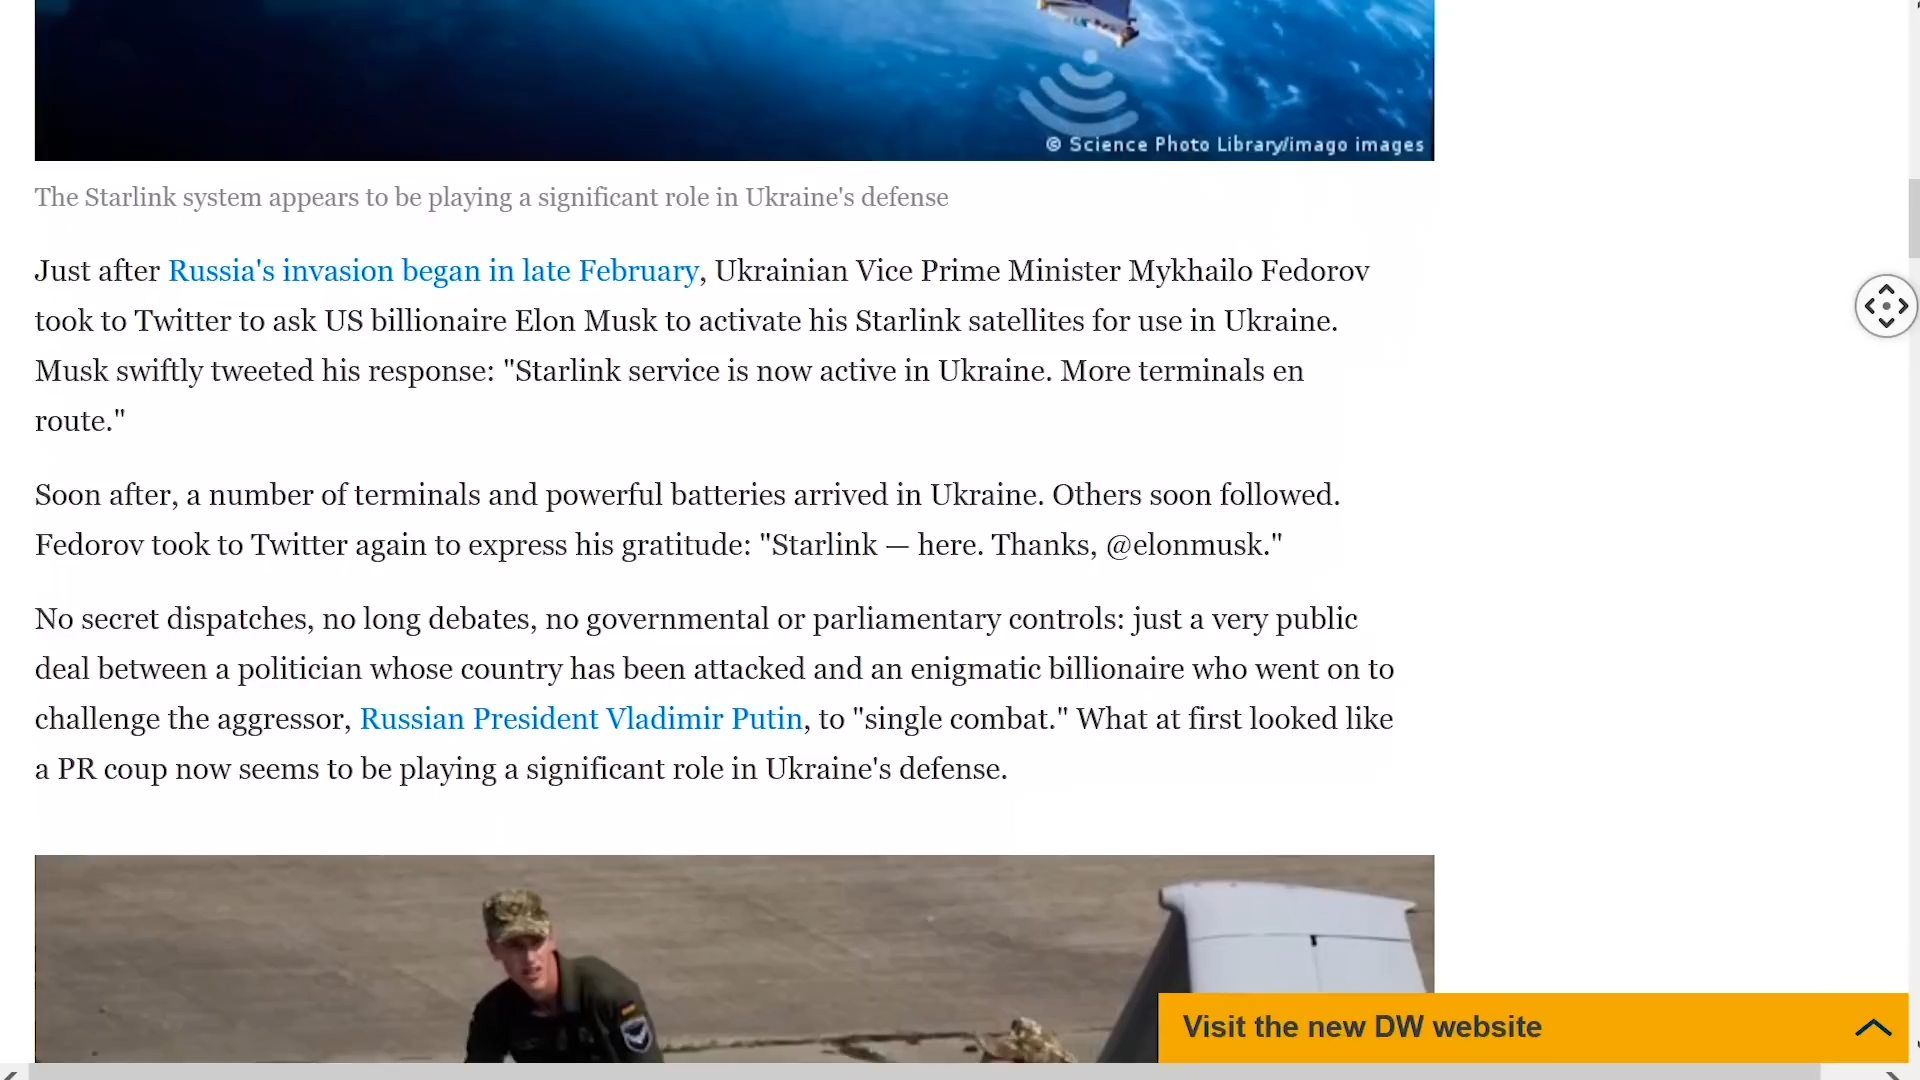 © Science Photo Library/imago images
The Starlink system appears to be playing a significant role in Ukraine's defense
Just after Russia's invasion began in late February, Ukrainian Vice Prime Minister Mykhailo Fedorov
took to Twitter to ask US billionaire Elon Musk to activate his Starlink satellites for use in Ukraine.
Musk swiftly tweeted his response: "Starlink service is now active in Ukraine. More terminals en
route."
Soon after, a number of terminals and powerful batteries arrived in Ukraine. Others soon followed.
Fedorov took to Twitter again to express his gratitude: "Starlink — here. Thanks, @elonmusk."
No secret dispatches, no long debates, no governmental or parliamentary controls: just a very public
deal between a politician whose country has been attacked and an enigmatic billionaire who went on to
challenge the aggressor, Russian President Vladimir Putin, to "single combat." What at first looked like
a PR coup now seems to be playing a significant role in Ukraine's defense.
Visit the new DW website